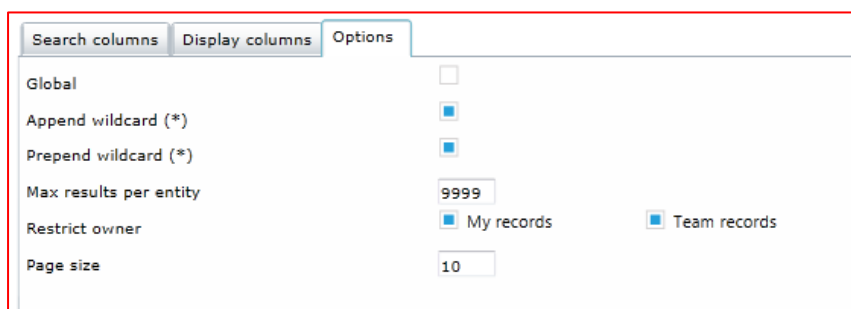 Search columns Display columns Options
Global
Append wildcard (*)
Prepend wildcard (*)
Max results per entity 9999
Restrict owner My records Team records
Page size 10